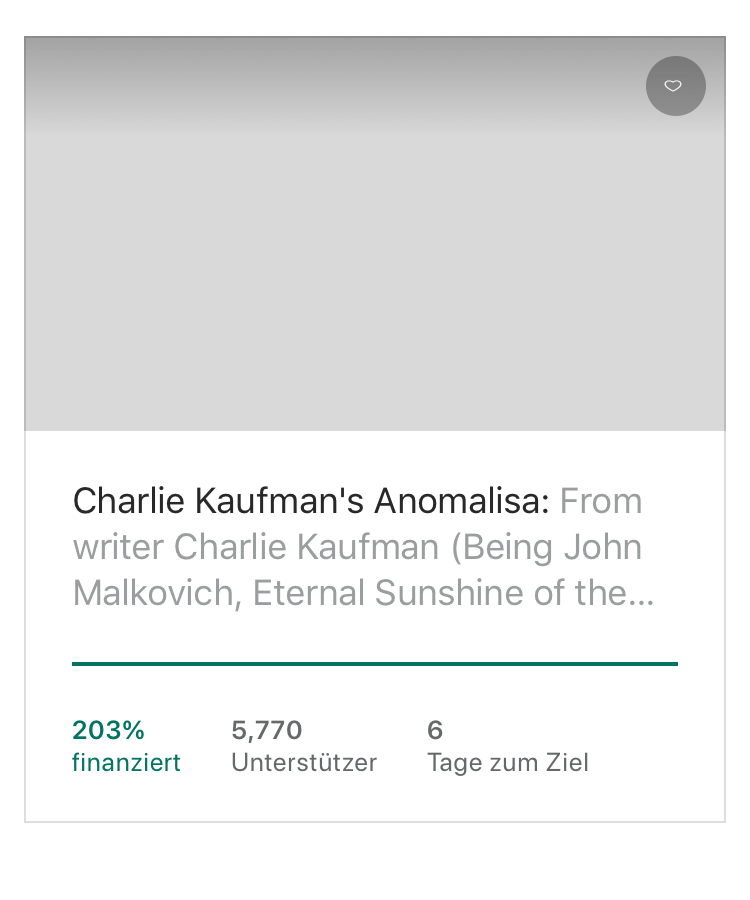 Charlie Kaufman's Anomalisa: From
writer Charlie Kaufman (Being John
Malkovich, Eternal Sunshine of the...
203%
finanziert
5,770
Unterstützer
6
Tage zum Ziel